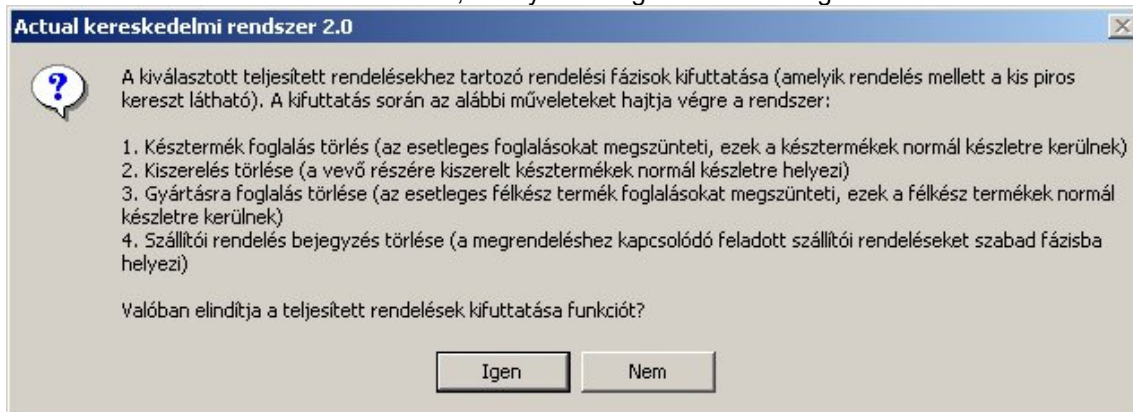 Actual kereskedelmi rendszer 2.0
A kiválasztott teljesített rendelésekhez tartozó rendelési fázisok kifuttatása (amelyik rendelés mellett a kis piros
kereszt látható). A kifuttatás során az alábbi műveleteket hajtja végre a rendszer:
1. Késztermék foglalás törlés (az esetleges foglalásokat megszünteti, ezek a késztermékek normál készletre kerülnek)
2. Kiszerelés törlése (a vevő részére kiszerelt késztermékek normál készletre helyezi)
3. Gyártásra foglalás törlése (az esetleges félkész termék foglalásokat megszünteti, ezek a félkész termékek normál
készletre kerülnek)
4. Szállítói rendelés bejegyzés törlése (a megrendeléshez kapcsolódó feladott szállítói rendeléseket szabad fázisba
helyezi)
Valóban elindítja a teljesített rendelések kifuttatása funkciót?
Igen Nem